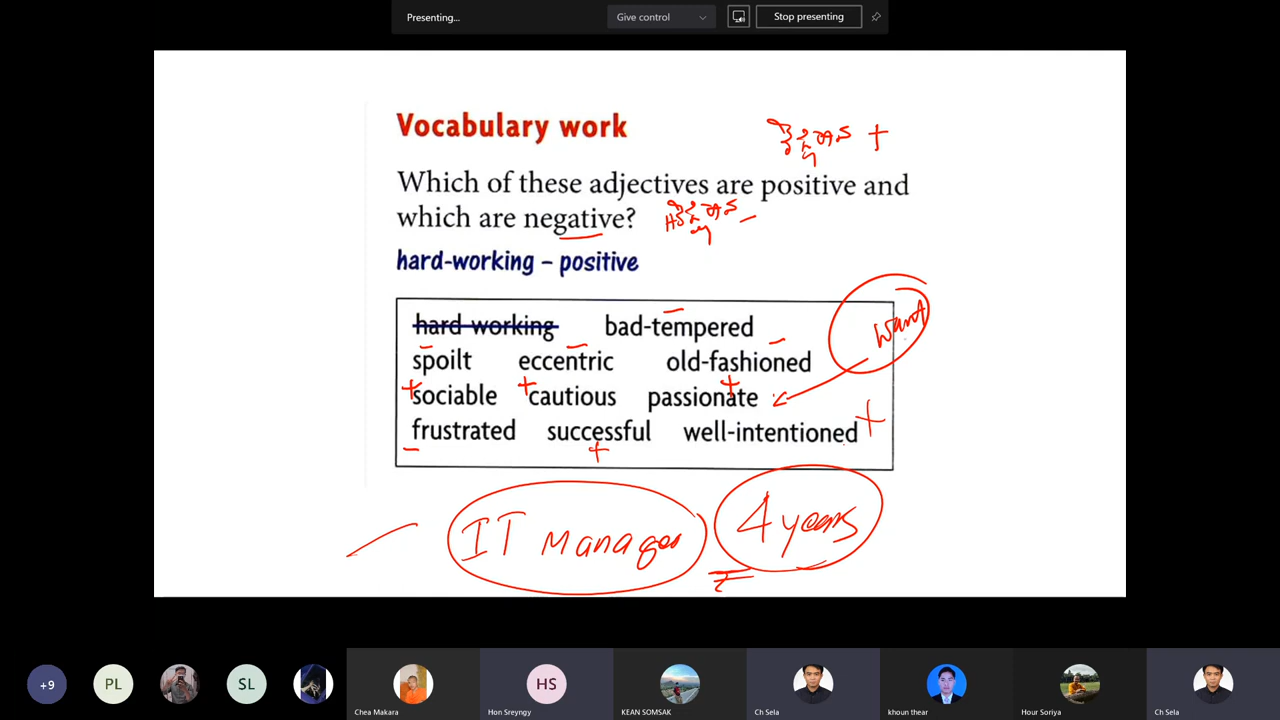 Presenting...
Give control
Stop presenting
Vocabulary work
+
Which of these adjectives are positive and
which are negative? –
hard-working – positive
want
hard-working bad-tempered
spoilt eccentric old-fashioned
sociable cautious passionate
frustrated successful well-intentioned +
IT Manager 4 years
+9 PL SL HS
Chea Makara Hon Sreyngy KEAN SOMSAK Ch Sela khoun thear Hour Soriya Ch Sela